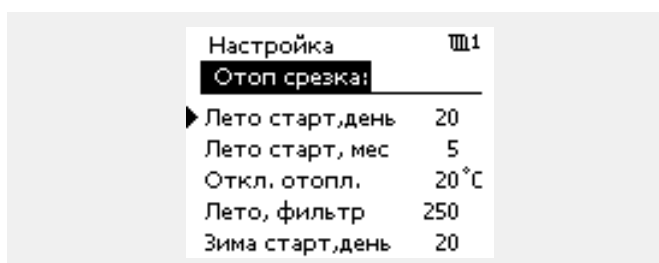 Настройка 1
Отоп срезка:
Лето старт,день 20
Лето старт, мес 5
Откл. отопл. 20°C
Лето, фильтр 250
Зима старт,день 20